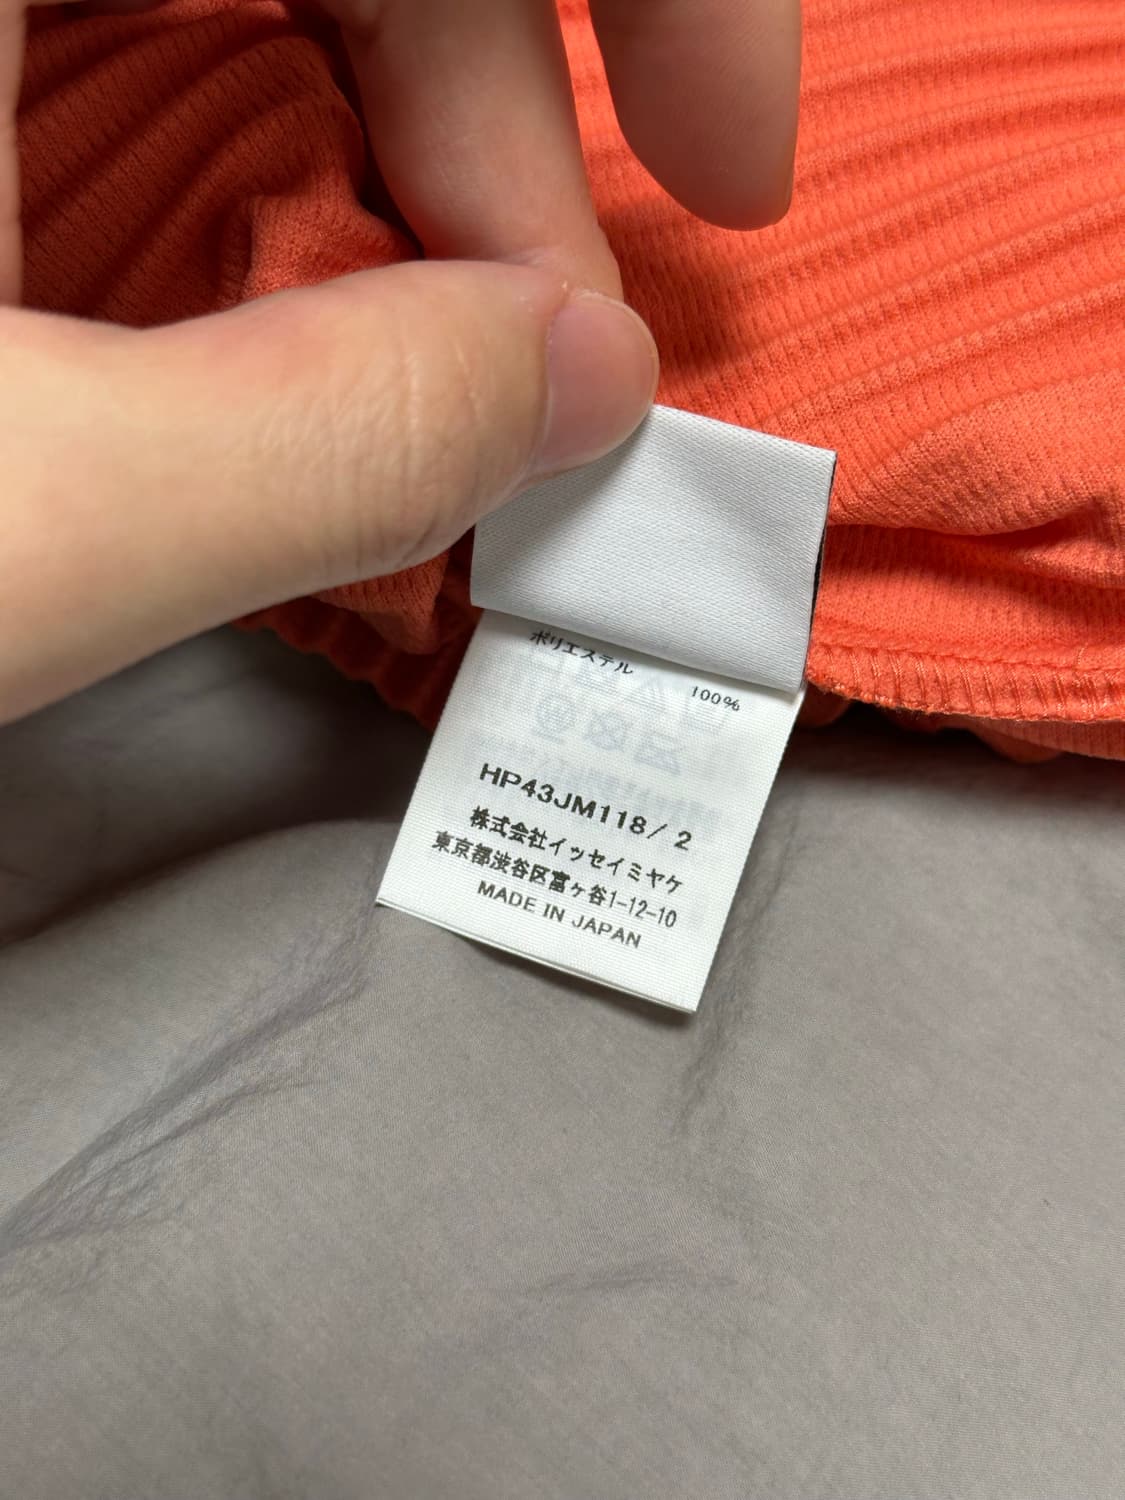 ポリエステル
100%
HP43JM118/2
株式会社イッセイミヤケ
東京都渋谷区富ヶ谷1-12-10
MADE IN JAPAN